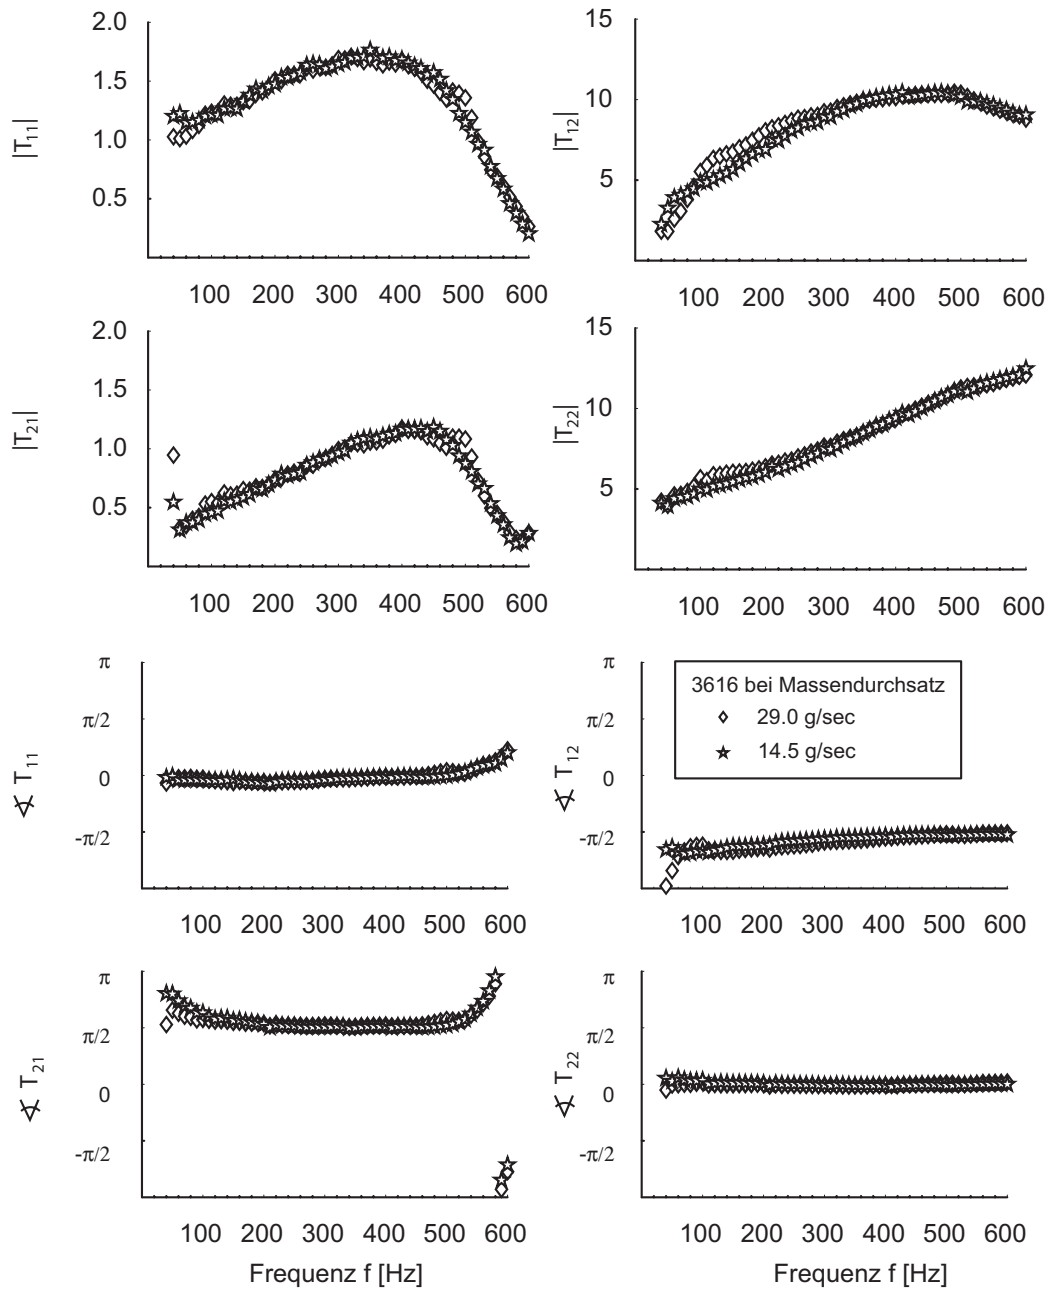 2.0
1.5
1.0
0.5
|T11|
100 200 300 400 500 600
15
10
5
|T12|
100 200 300 400 500 600
2.0
1.5
1.0
0.5
|T21|
100 200 300 400 500 600
15
10
5
|T22|
100 200 300 400 500 600
π
π/2
0
-π/2
∢ T11
100 200 300 400 500 600
π
π/2
0
-π/2
∢ T12
3616 bei Massendurchsatz
29.0 g/sec
14.5 g/sec
100 200 300 400 500 600
π
π/2
0
-π/2
∢ T21
100 200 300 400 500 600
Frequenz f [Hz]
π
π/2
0
-π/2
∢ T22
100 200 300 400 500 600
Frequenz f [Hz]